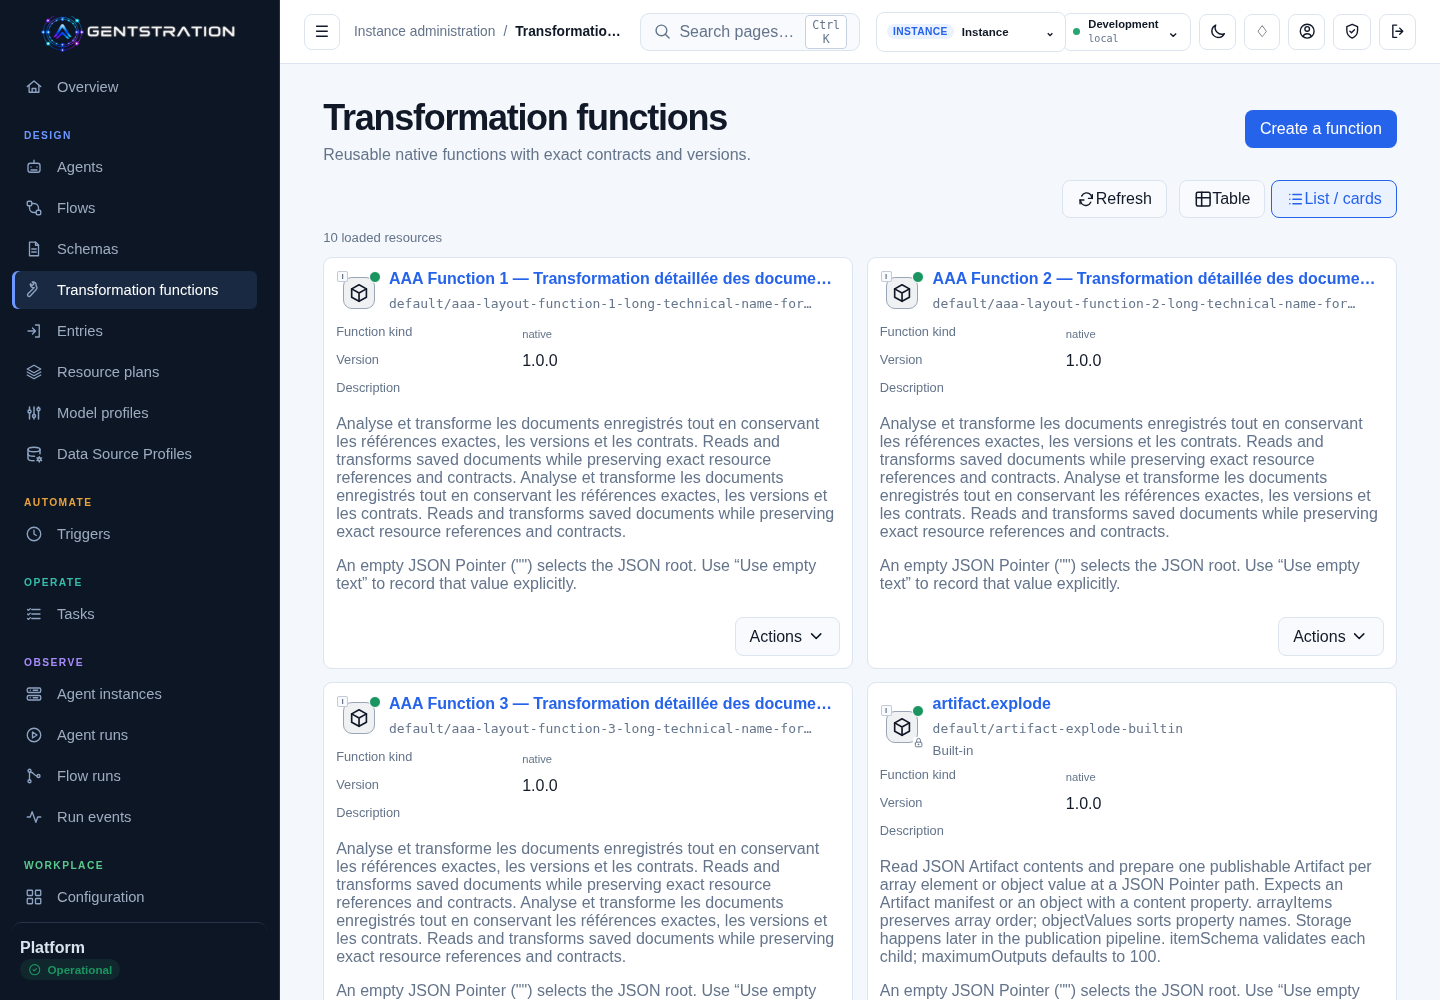 GENTSTRATION
Overview
DESIGN
Agents
Flows
Schemas
Transformation functions
Entries
Resource plans
Model profiles
Data Source Profiles
AUTOMATE
Triggers
OPERATE
Tasks
OBSERVE
Agent instances
Agent runs
Flow runs
Run events
WORKPLACE
Configuration
Platform
Operational
Instance administration / Transformatio…
Search pages…
Ctrl K
INSTANCE Instance
Development
local
Transformation functions
Reusable native functions with exact contracts and versions.
Create a function
Refresh
Table
List / cards
10 loaded resources
I
AAA Function 1 — Transformation détaillée des docume…
default/aaa-layout-function-1-long-technical-name-for…
Function kind native
Version 1.0.0
Description
Analyse et transforme les documents enregistrés tout en conservant
les références exactes, les versions et les contrats. Reads and
transforms saved documents while preserving exact resource
references and contracts. Analyse et transforme les documents
enregistrés tout en conservant les références exactes, les versions et
les contrats. Reads and transforms saved documents while preserving
exact resource references and contracts.
An empty JSON Pointer ("") selects the JSON root. Use “Use empty
text” to record that value explicitly.
Actions
I
AAA Function 2 — Transformation détaillée des docume…
default/aaa-layout-function-2-long-technical-name-for…
Function kind native
Version 1.0.0
Description
Analyse et transforme les documents enregistrés tout en conservant
les références exactes, les versions et les contrats. Reads and
transforms saved documents while preserving exact resource
references and contracts. Analyse et transforme les documents
enregistrés tout en conservant les références exactes, les versions et
les contrats. Reads and transforms saved documents while preserving
exact resource references and contracts.
An empty JSON Pointer ("") selects the JSON root. Use “Use empty
text” to record that value explicitly.
Actions
I
AAA Function 3 — Transformation détaillée des docume…
default/aaa-layout-function-3-long-technical-name-for…
Function kind native
Version 1.0.0
Description
Analyse et transforme les documents enregistrés tout en conservant
les références exactes, les versions et les contrats. Reads and
transforms saved documents while preserving exact resource
references and contracts. Analyse et transforme les documents
enregistrés tout en conservant les références exactes, les versions et
les contrats. Reads and transforms saved documents while preserving
exact resource references and contracts.
An empty JSON Pointer ("") selects the JSON root. Use “Use empty
I
artifact.explode
default/artifact-explode-builtin
Built-in
Function kind native
Version 1.0.0
Description
Read JSON Artifact contents and prepare one publishable Artifact per
array element or object value at a JSON Pointer path. Expects an
Artifact manifest or an object with a content property. arrayItems
preserves array order; objectValues sorts property names. Storage
happens later in the publication pipeline. itemSchema validates each
child; maximumOutputs defaults to 100.
An empty JSON Pointer ("") selects the JSON root. Use “Use empty